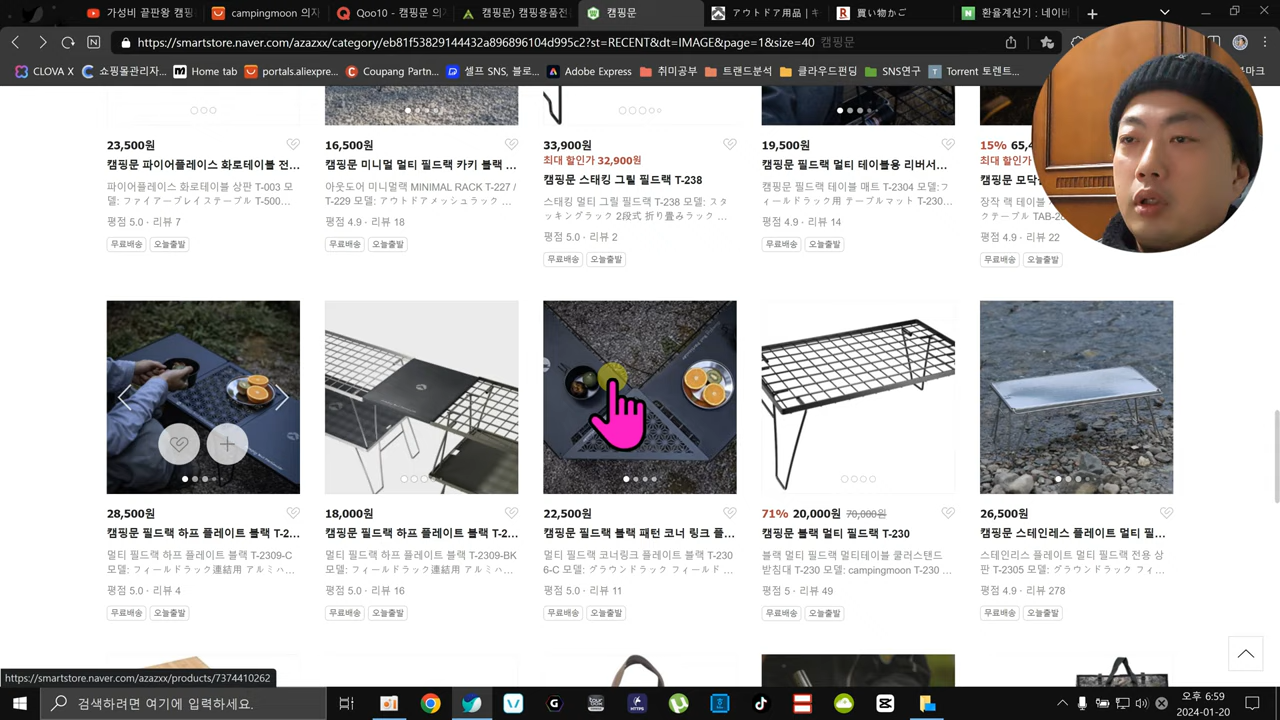 가성비 끝판왕 캠핑
campingmoon 의자
Qoo10 - 캠핑문 의자
캠핑문) 캠핑용품전
캠핑문
アウトドア用品 | キ
買い物かご
환율계산기 : 네이버
https://smartstore.naver.com/azazxx/category/eb81f53829144432a896896104d995c2?st=RECENT&dt=IMAGE&page=1&size=40 캠핑문
CLOVA X
쇼핑몰관리자...
Home tab
portals.aliexpre...
Coupang Partn...
셀프 SNS, 블로...
Adobe Express
취미공부
트랜드분석
클라우드펀딩
SNS연구
Torrent 토렌트...
23,500원
캠핑문 파이어플레이스 화로테이블 전...
파이어플레이스 화로테이블 상판 T-003 모
델: ファイアープレイステーブル T-500...
평점 5.0 · 리뷰 7
무료배송 오늘출발
16,500원
캠핑문 미니멀 멀티 필드랙 카키 블랙 ...
아웃도어 미니멀랙 MINIMAL RACK T-227 /
T-229 모델: アウトドアメッシュラック ...
평점 4.9 · 리뷰 18
무료배송 오늘출발
33,900원
최대 할인가 32,900원
캠핑문 스태킹 그릴 필드랙 T-238
스태킹 멀티 그릴 필드랙 T-238 모델: スタ
ッキングラック 2段式 折り畳みラック ...
평점 5.0 · 리뷰 2
무료배송 오늘출발
19,500원
캠핑문 필드랙 멀티 테이블용 리버서...
캠핑문 필드랙 테이블 매트 T-2304 모델:フ
ィールドラック用 テーブルマット T-230...
평점 4.9 · 리뷰 14
무료배송 오늘출발
15% 65,4
최대 할인가
캠핑문 모닥
장작 랙 테이블
クテーブル TAB-2
평점 4.9 · 리뷰 22
무료배송 오늘출발
28,500원
캠핑문 필드랙 하프 플레이트 블랙 T-2...
멀티 필드랙 하프 플레이트 블랙 T-2309-C
모델: フィールドラック連結用 アルミハ...
평점 5.0 · 리뷰 4
무료배송 오늘출발
18,000원
캠핑문 필드랙 하프 플레이트 블랙 T-2...
멀티 필드랙 하프 플레이트 블랙 T-2309-BK
모델: フィールドラック連結用 アルミハ...
평점 5.0 · 리뷰 16
무료배송 오늘출발
22,500원
캠핑문 필드랙 블랙 패턴 코너 링크 플...
멀티 필드랙 코너링크 플레이트 블랙 T-230
6-C 모델: グラウンドラック フィールド ...
평점 5.0 · 리뷰 11
무료배송 오늘출발
71% 20,000원 70,000원
캠핑문 블랙 멀티 필드랙 T-230
블랙 멀티 필드랙 멀티테이블 쿨러스탠드
받침대 T-230 모델: campingmoon T-230 ...
평점 5 · 리뷰 49
무료배송 오늘출발
26,500원
캠핑문 스테인레스 플레이트 멀티 필...
스테인리스 플레이트 멀티 필드랙 전용 상
판 T-2305 모델: グラウンドラック フィ...
평점 4.9 · 리뷰 278
무료배송 오늘출발
https://smartstore.naver.com/azazxx/products/7374410262
검색하려면 여기에 입력하세요.
오후 6:59
2024-01-20